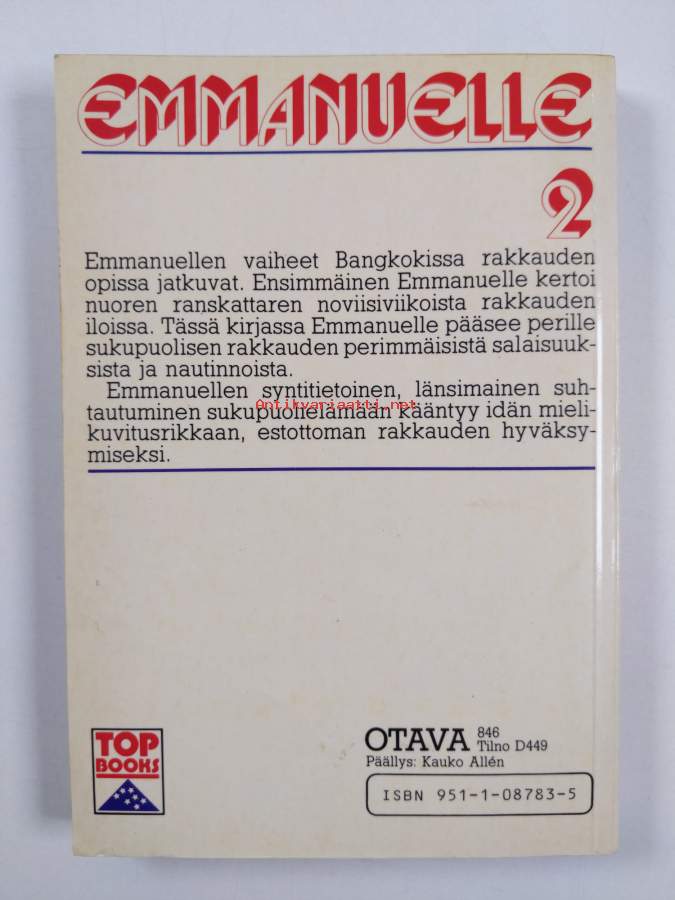 EMMANUELLE
2
Emmanuellen vaiheet Bangkokissa rakkauden
opissa jatkuvat. Ensimmäinen Emmanuelle kertoi
nuoren ranskattaren noviisiviikoista rakkauden
iloissa. Tässä kirjassa Emmanuelle pääsee perille
sukupuolisen rakkauden perimmäisistä salaisuuk-
sista ja nautinnoista.
Emmanuellen syntitietoinen, länsimainen suh-
Antikvariaatti.net
tautuminen sukupuolielämään kääntyy idän mieli-
kuvitusrikkaan, estottoman rakkauden hyväksy-
miseksi.
TOP
BOOKS
OTAVA 846
Tilno D449
Päällys: Kauko Allén
ISBN 951-1-08783-5